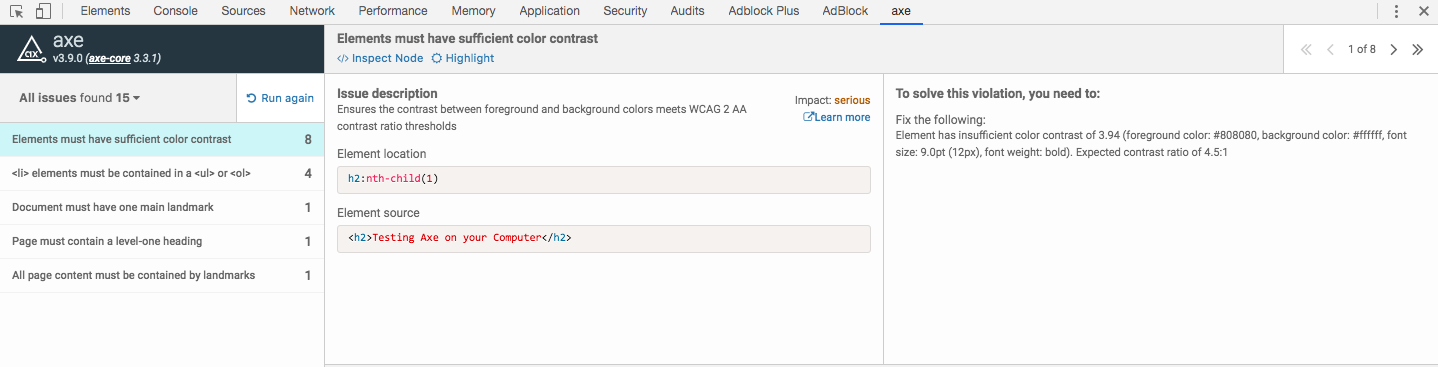 Elements Console Sources Network Performance Memory Application Security Audits Adblock Plus AdBlock axe
axe
v3.9.0 (axe-core 3.3.1)
All issues found 15
Run again
Elements must have sufficient color contrast 8
<li> elements must be contained in a <ul> or <ol> 4
Document must have one main landmark 1
Page must contain a level-one heading 1
All page content must be contained by landmarks 1
Elements must have sufficient color contrast
</> Inspect Node Highlight
1 of 8
Issue description
Ensures the contrast between foreground and background colors meets WCAG 2 AA
contrast ratio thresholds
Impact: serious
Learn more
Element location
h2:nth-child(1)
Element source
<h2>Testing Axe on your Computer</h2>
To solve this violation, you need to:
Fix the following:
Element has insufficient color contrast of 3.94 (foreground color: #808080, background color: #ffffff, font
size: 9.0pt (12px), font weight: bold). Expected contrast ratio of 4.5:1